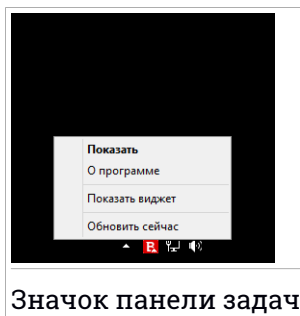 Показать
О программе
Показать виджет
Обновить сейчас
B
Значок панели задач